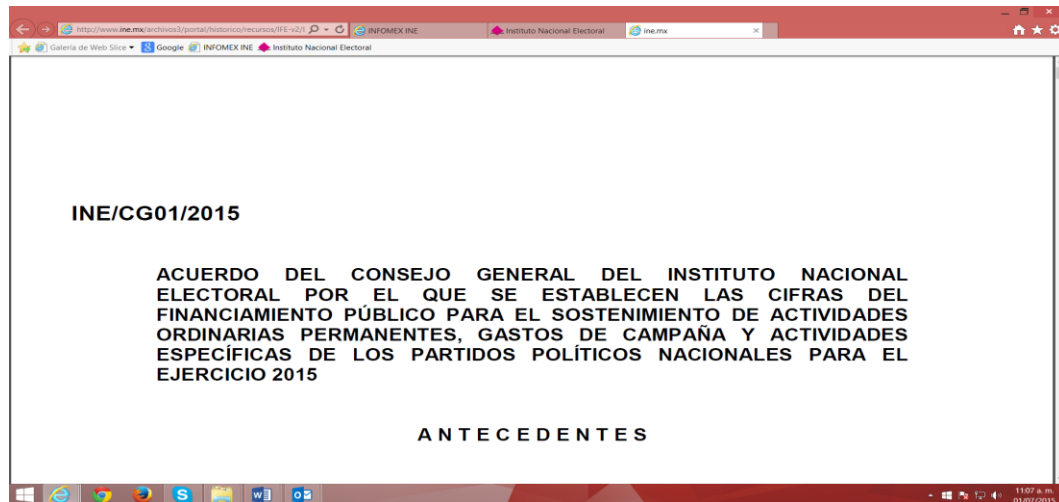 http://www.ine.mx/archivos3/portal/historico/recursos/IFE-v2/
INFOMEX INE
Instituto Nacional Electoral
ine.mx
Galería de Web Slice
Google
INFOMEX INE
Instituto Nacional Electoral
INE/CG01/2015
ACUERDO DEL CONSEJO GENERAL DEL INSTITUTO NACIONAL
ELECTORAL POR EL QUE SE ESTABLECEN LAS CIFRAS DEL
FINANCIAMIENTO PÚBLICO PARA EL SOSTENIMIENTO DE ACTIVIDADES
ORDINARIAS PERMANENTES, GASTOS DE CAMPAÑA Y ACTIVIDADES
ESPECÍFICAS DE LOS PARTIDOS POLÍTICOS NACIONALES PARA EL
EJERCICIO 2015
A N T E C E D E N T E S
11:07 a. m.
01/07/2015